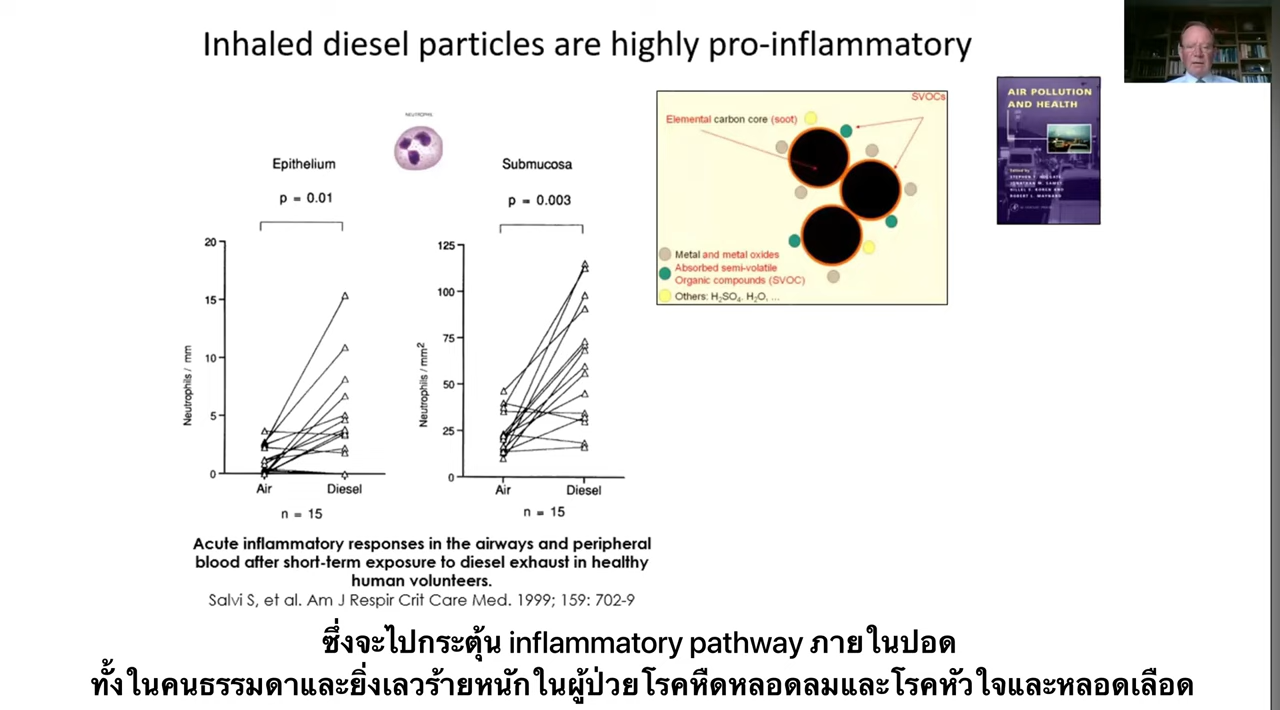 Inhaled diesel particles are highly pro-inflammatory
NEUTROPHIL
Epithelium
p = 0.01
20
15
10
5
0
Neutrophils / mm
Air
Diesel
n = 15
Submucosa
p = 0.003
125
100
75
50
25
0
Neutrophils / mm²
Air
Diesel
n = 15
SVOCs
Elemental carbon core (soot)
Metal and metal oxides
Absorbed semi-volatile
Organic compounds (SVOC)
Others: H₂SO₄. H₂O, ...
AIR POLLUTION
AND HEALTH
Edited by
Acute inflammatory responses in the airways and peripheral
blood after short-term exposure to diesel exhaust in healthy
human volunteers.
Salvi S, et al. Am J Respir Crit Care Med. 1999; 159: 702-9
ซึ่งจะไปกระตุ้น inflammatory pathway ภายในปอด
ทั้งในคนธรรมดาและยิ่งเลวร้ายหนักในผู้ป่วยโรคหืดหลอดลมและโรคหัวใจและหลอดเลือด